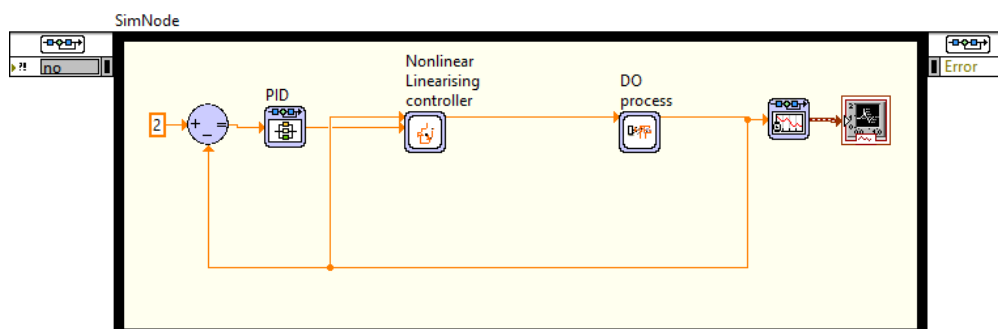 SimNode
?!
no
Error
PID
Nonlinear
Linearising
controller
DO
process
2
+
−
=